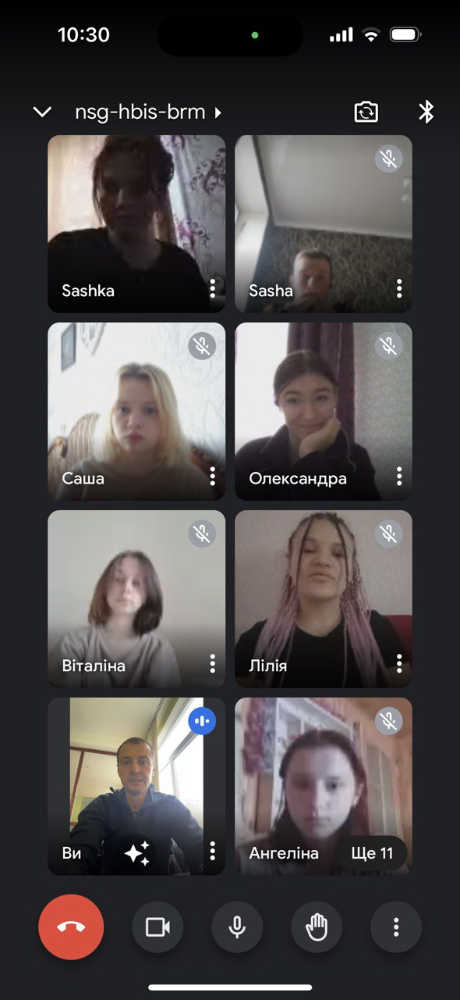 10:30
nsg-hbis-brm
Sashka
Sasha
Саша
Олександра
Віталіна
Лілія
Ви
Ангеліна
Ще 11